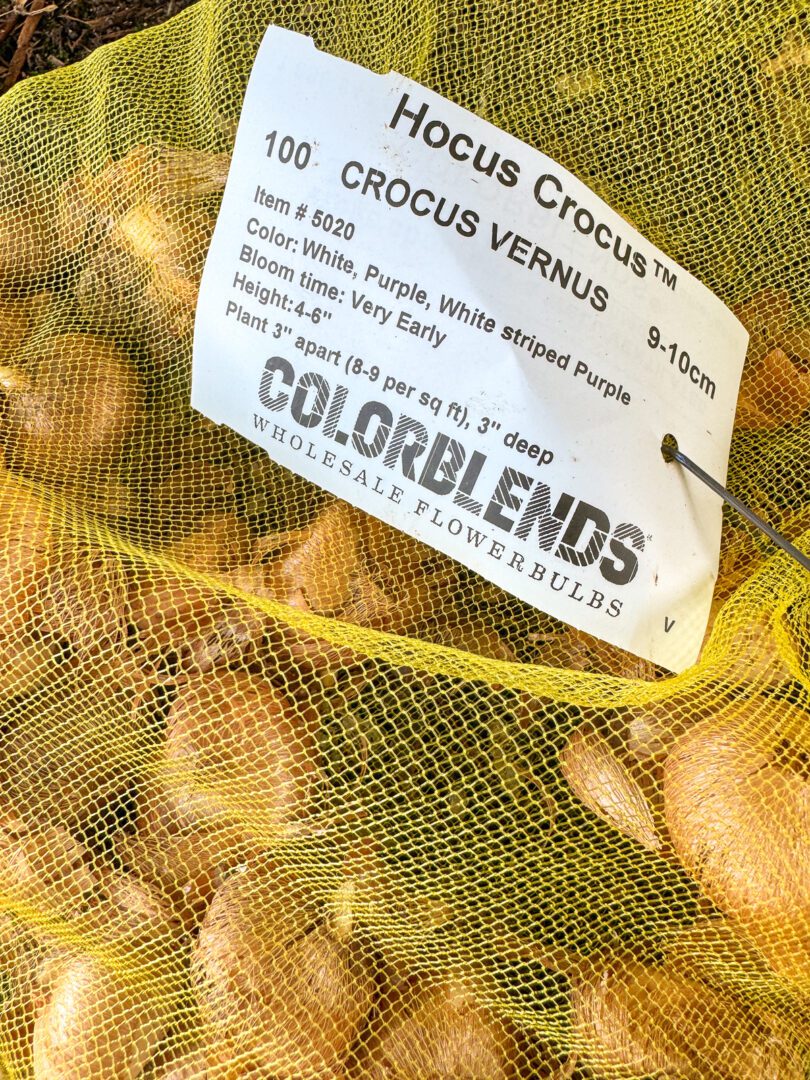 Hocus Crocus™
100 CROCUS VERNUS 9-10cm
Item # 5020
Color: White, Purple, White striped Purple
Bloom time: Very Early
Height: 4-6"
Plant 3" apart (8-9 per sq ft), 3" deep
COLORBLENDS
WHOLESALE FLOWERBULBS
V